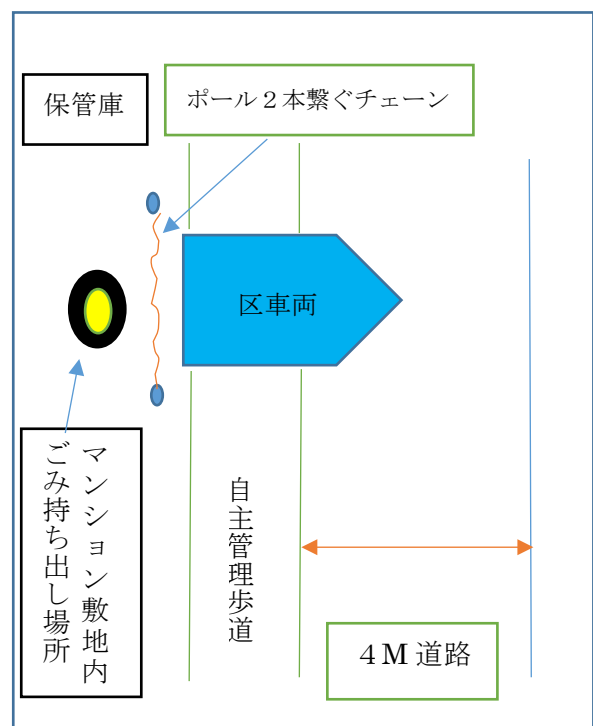 保管庫
ポール２本繋ぐチェーン
区車両
マンション敷地内
ごみ持ち出し場所
自主管理歩道
４M 道路